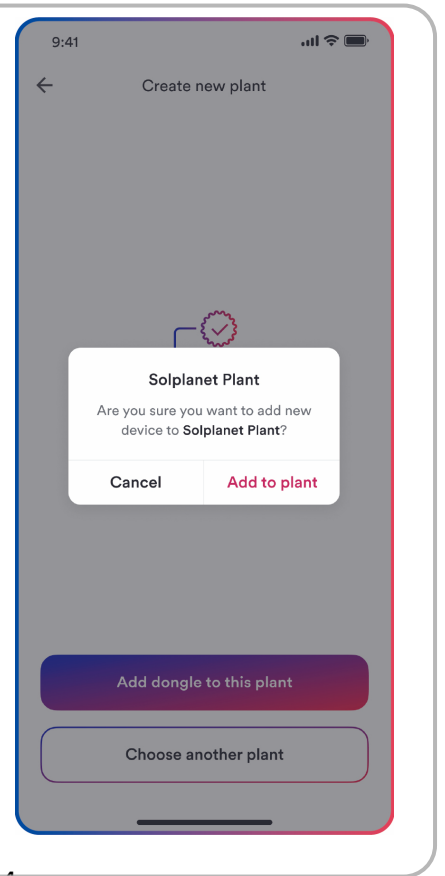 9:41
Create new plant
Solplanet Plant
Are you sure you want to add new
device to Solplanet Plant?
Cancel
Add to plant
Add dongle to this plant
Choose another plant